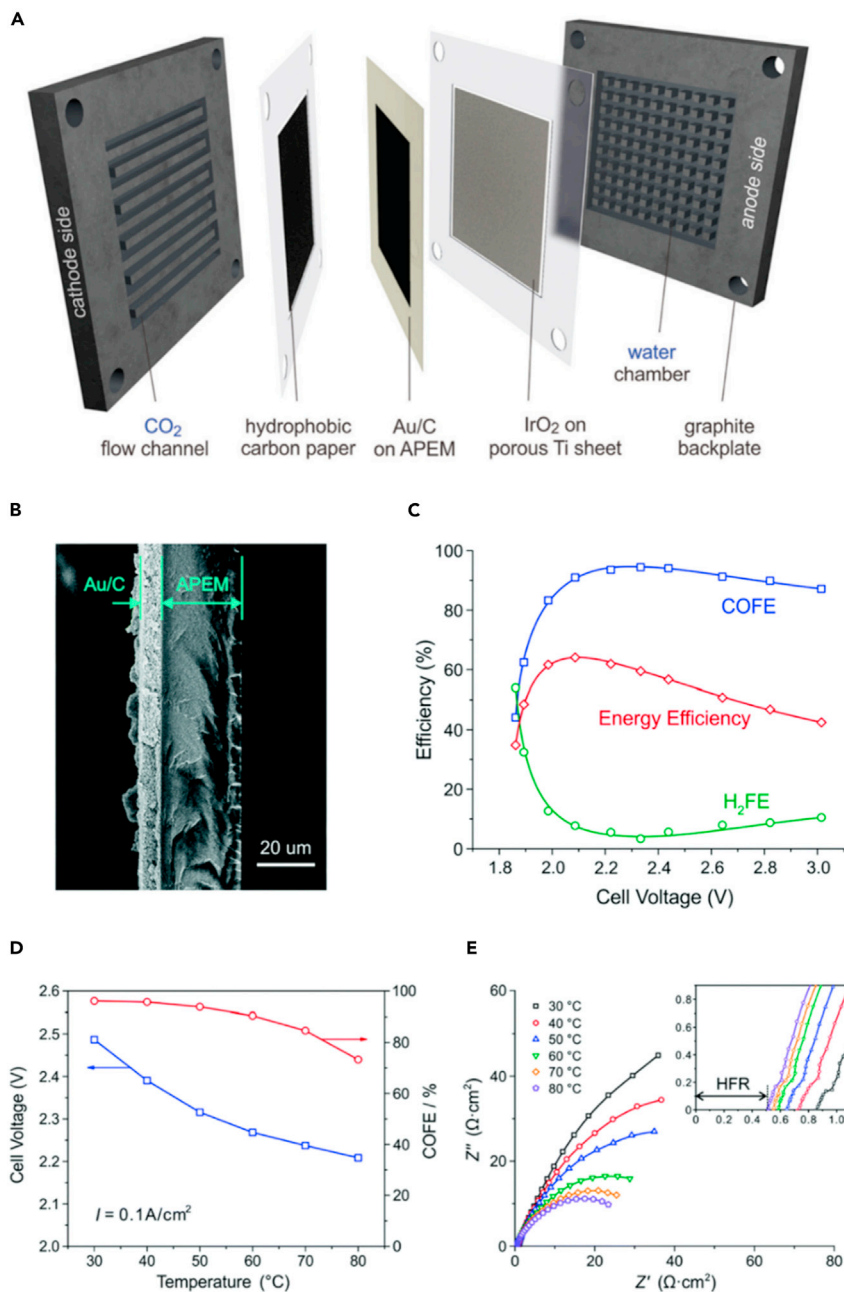 A
cathode side
anode side
CO2
flow channel
hydrophobic
carbon paper
Au/C
on APEM
IrO2 on
porous Ti sheet
water
chamber
graphite
backplate
B
Au/C
APEM
20 um
C
100
80
60
40
20
0
Efficiency (%)
COFE
Energy Efficiency
H2FE
1.8
2.0
2.2
2.4
2.6
2.8
3.0
Cell Voltage (V)
D
2.6
2.5
2.4
2.3
2.2
2.1
2.0
Cell Voltage (V)
100
80
60
40
20
0
COFE / %
I = 0.1A/cm2
30
40
50
60
70
80
Temperature (°C)
E
60
40
20
0
Z" (Ω·cm2)
30 °C
40 °C
50 °C
60 °C
70 °C
80 °C
0.8
0.6
0.4
0.2
0
HFR
0
0.2
0.4
0.6
0.8
1.0
0
20
40
60
80
Z' (Ω·cm2)